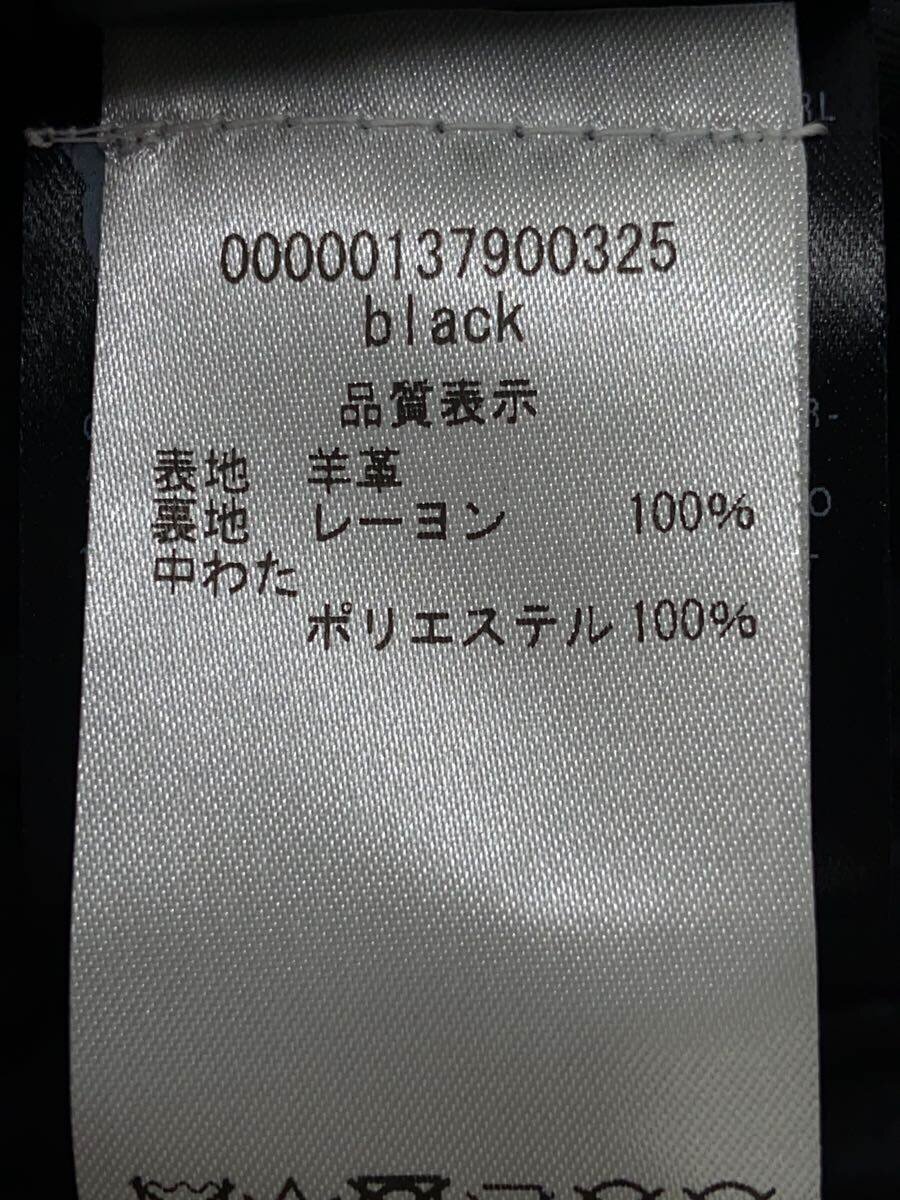 00000137900325
black
品質表示
表地 羊革
裏地 レーヨン 100%
中わた
ポリエステル 100%